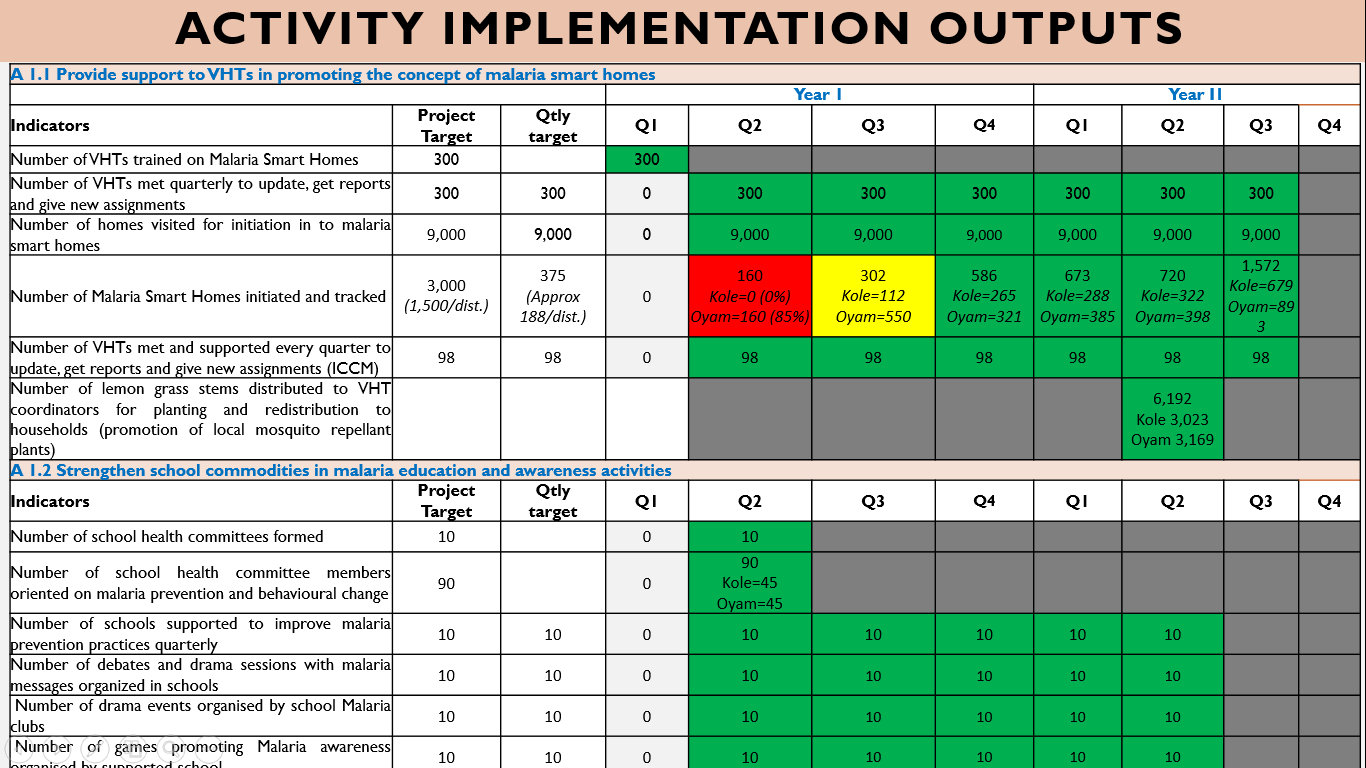 ACTIVITY IMPLEMENTATION OUTPUTS
A 1.1 Provide support to VHTs in promoting the concept of malaria smart homes
Year I Year II
Indicators Project Target Qtly target Q1 Q2 Q3 Q4 Q1 Q2 Q3 Q4
Number of VHTs trained on Malaria Smart Homes 300 300
Number of VHTs met quarterly to update, get reports
and give new assignments 300 300 0 300 300 300 300 300 300
Number of homes visited for initiation in to malaria
smart homes 9,000 9,000 0 9,000 9,000 9,000 9,000 9,000 9,000
Number of Malaria Smart Homes initiated and tracked
3,000
(1,500/dist.)
375
(Approx
188/dist.)
0
160
Kole=0 (0%)
Oyam=160 (85%)
302
Kole=112
Oyam=550
586
Kole=265
Oyam=321
673
Kole=288
Oyam=385
720
Kole=322
Oyam=398
1,572
Kole=679
Oyam=89
3
Number of VHTs met and supported every quarter to
update, get reports and give new assignments (ICCM) 98 98 0 98 98 98 98 98 98
Number of lemon grass stems distributed to VHT
coordinators for planting and redistribution to
households (promotion of local mosquito repellant
plants)
6,192
Kole 3,023
Oyam 3,169
A 1.2 Strengthen school commodities in malaria education and awareness activities
Indicators Project Target Qtly target Q1 Q2 Q3 Q4 Q1 Q2 Q3 Q4
Number of school health committees formed 10 0 10
Number of school health committee members
oriented on malaria prevention and behavioural change 90 0
90
Kole=45
Oyam=45
Number of schools supported to improve malaria
prevention practices quarterly 10 10 0 10 10 10 10 10
Number of debates and drama sessions with malaria
messages organized in schools 10 10 0 10 10 10 10 10
Number of drama events organised by school Malaria
clubs 10 10 0 10 10 10 10 10
Number of games promoting Malaria awareness
organised by supported school 10 10 0 10 10 10 10 10